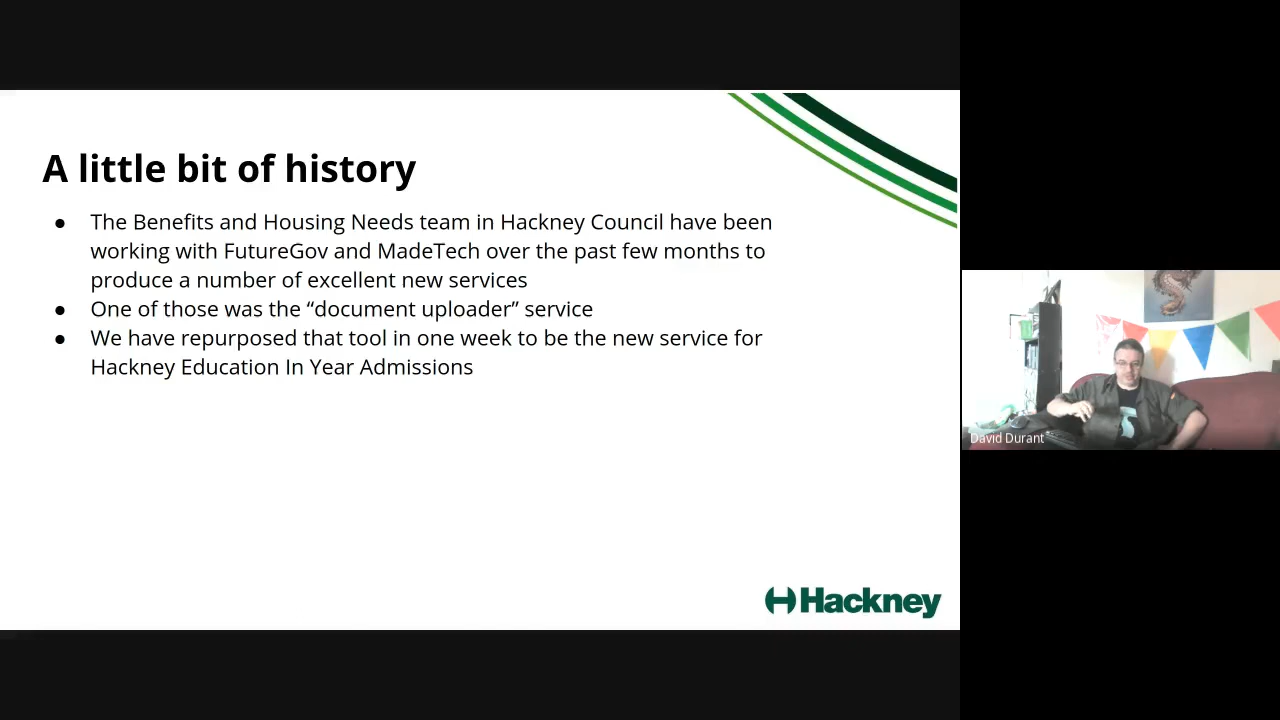 A little bit of history
● The Benefits and Housing Needs team in Hackney Council have been
working with FutureGov and MadeTech over the past few months to
produce a number of excellent new services
● One of those was the “document uploader” service
● We have repurposed that tool in one week to be the new service for
Hackney Education In Year Admissions
Hackney
David Durant